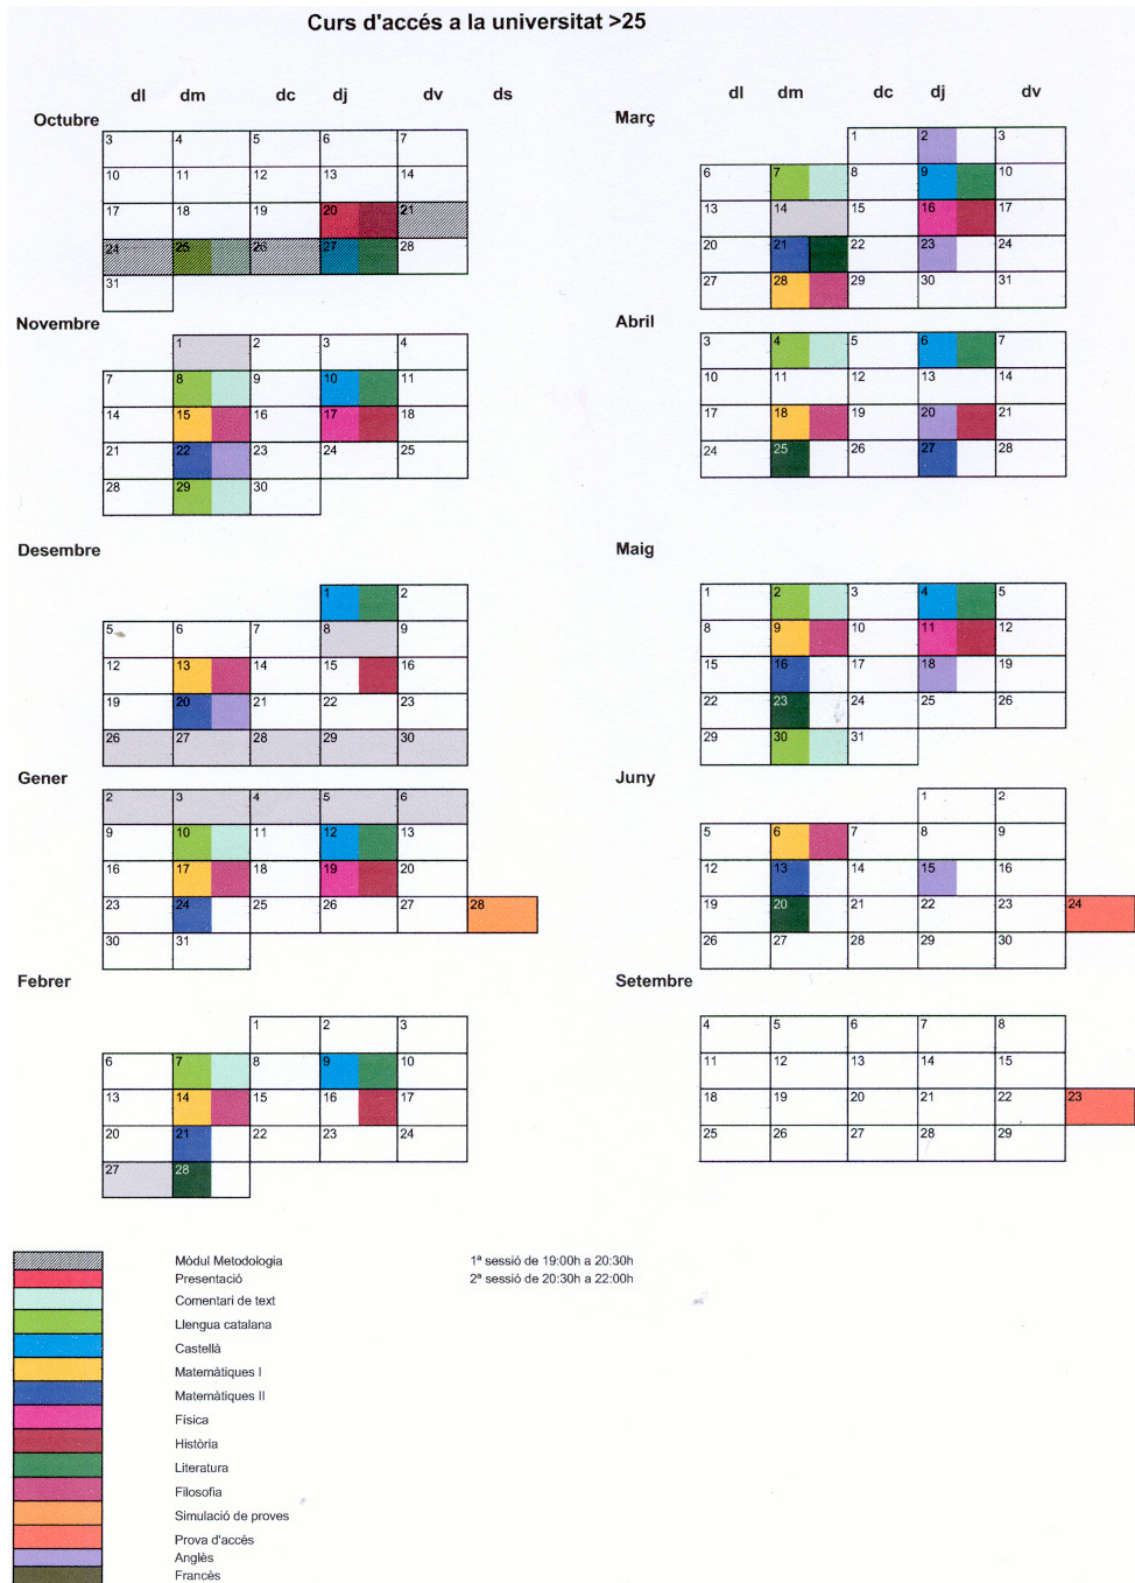 Curs d'accés a la universitat >25
dl dm dc dj dv ds
Octubre
3 4 5 6 7
10 11 12 13 14
17 18 19 20 21
24 25 26 27 28
31
Novembre
1 2 3 4
7 8 9 10 11
14 15 16 17 18
21 22 23 24 25
28 29 30
Desembre
1 2
5 6 7 8 9
12 13 14 15 16
19 20 21 22 23
26 27 28 29 30
Gener
2 3 4 5 6
9 10 11 12 13
16 17 18 19 20
23 24 25 26 27 28
30 31
Febrer
1 2 3
6 7 8 9 10
13 14 15 16 17
20 21 22 23 24
27 28
dl dm dc dj dv
Març
1 2 3
6 7 8 9 10
13 14 15 16 17
20 21 22 23 24
27 28 29 30 31
Abril
3 4 5 6 7
10 11 12 13 14
17 18 19 20 21
24 25 26 27 28
Maig
1 2 3 4 5
8 9 10 11 12
15 16 17 18 19
22 23 24 25 26
29 30 31
Juny
1 2
5 6 7 8 9
12 13 14 15 16
19 20 21 22 23 24
26 27 28 29 30
Setembre
4 5 6 7 8
11 12 13 14 15
18 19 20 21 22 23
25 26 27 28 29
Mòdul Metodologia
Presentació
Comentari de text
Llengua catalana
Castellà
Matemàtiques I
Matemàtiques II
Física
Història
Literatura
Filosofia
Simulació de proves
Prova d'accés
Anglès
Francès
1ª sessió de 19:00h a 20:30h
2ª sessió de 20:30h a 22:00h